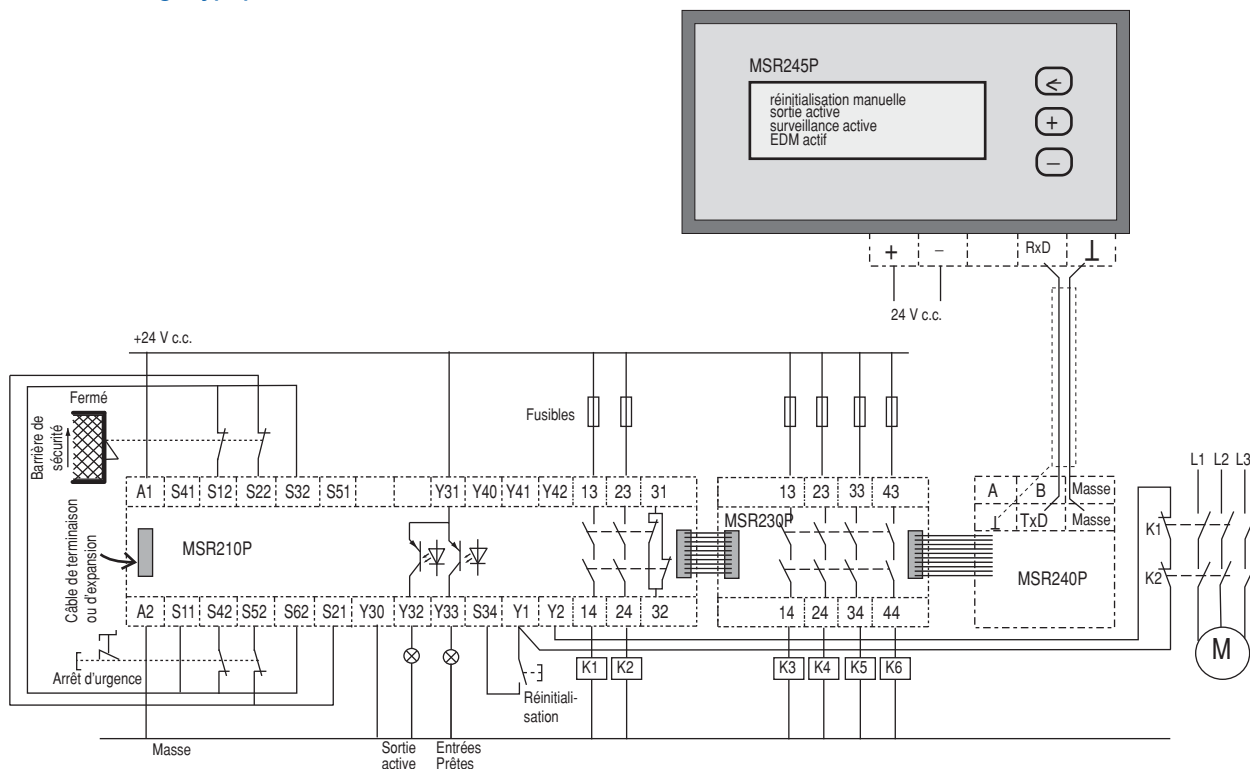 MSR245P
réinitialisation manuelle
sortie active
surveillance active
EDM actif
+ − RxD ⊥
24 V c.c.
+24 V c.c.
Fermé
Barrière de
sécurité
Fusibles
L1 L2 L3
A1 S41 S12 S22 S32 S51 Y31 Y40 Y41 Y42 13 23 31
13 23 33 43
A B Masse
⊥ TxD Masse
MSR210P
MSR230P
MSR240P
K1
K2
Câble de terminaison
ou d'expansion
A2 S11 S42 S52 S62 S21 Y30 Y32 Y33 S34 Y1 Y2 14 24 32
14 24 34 44
M
Arrêt d'urgence
K1 K2 K3 K4 K5 K6
Réinitiali-
sation
Masse
Sortie
active
Entrées
Prêtes